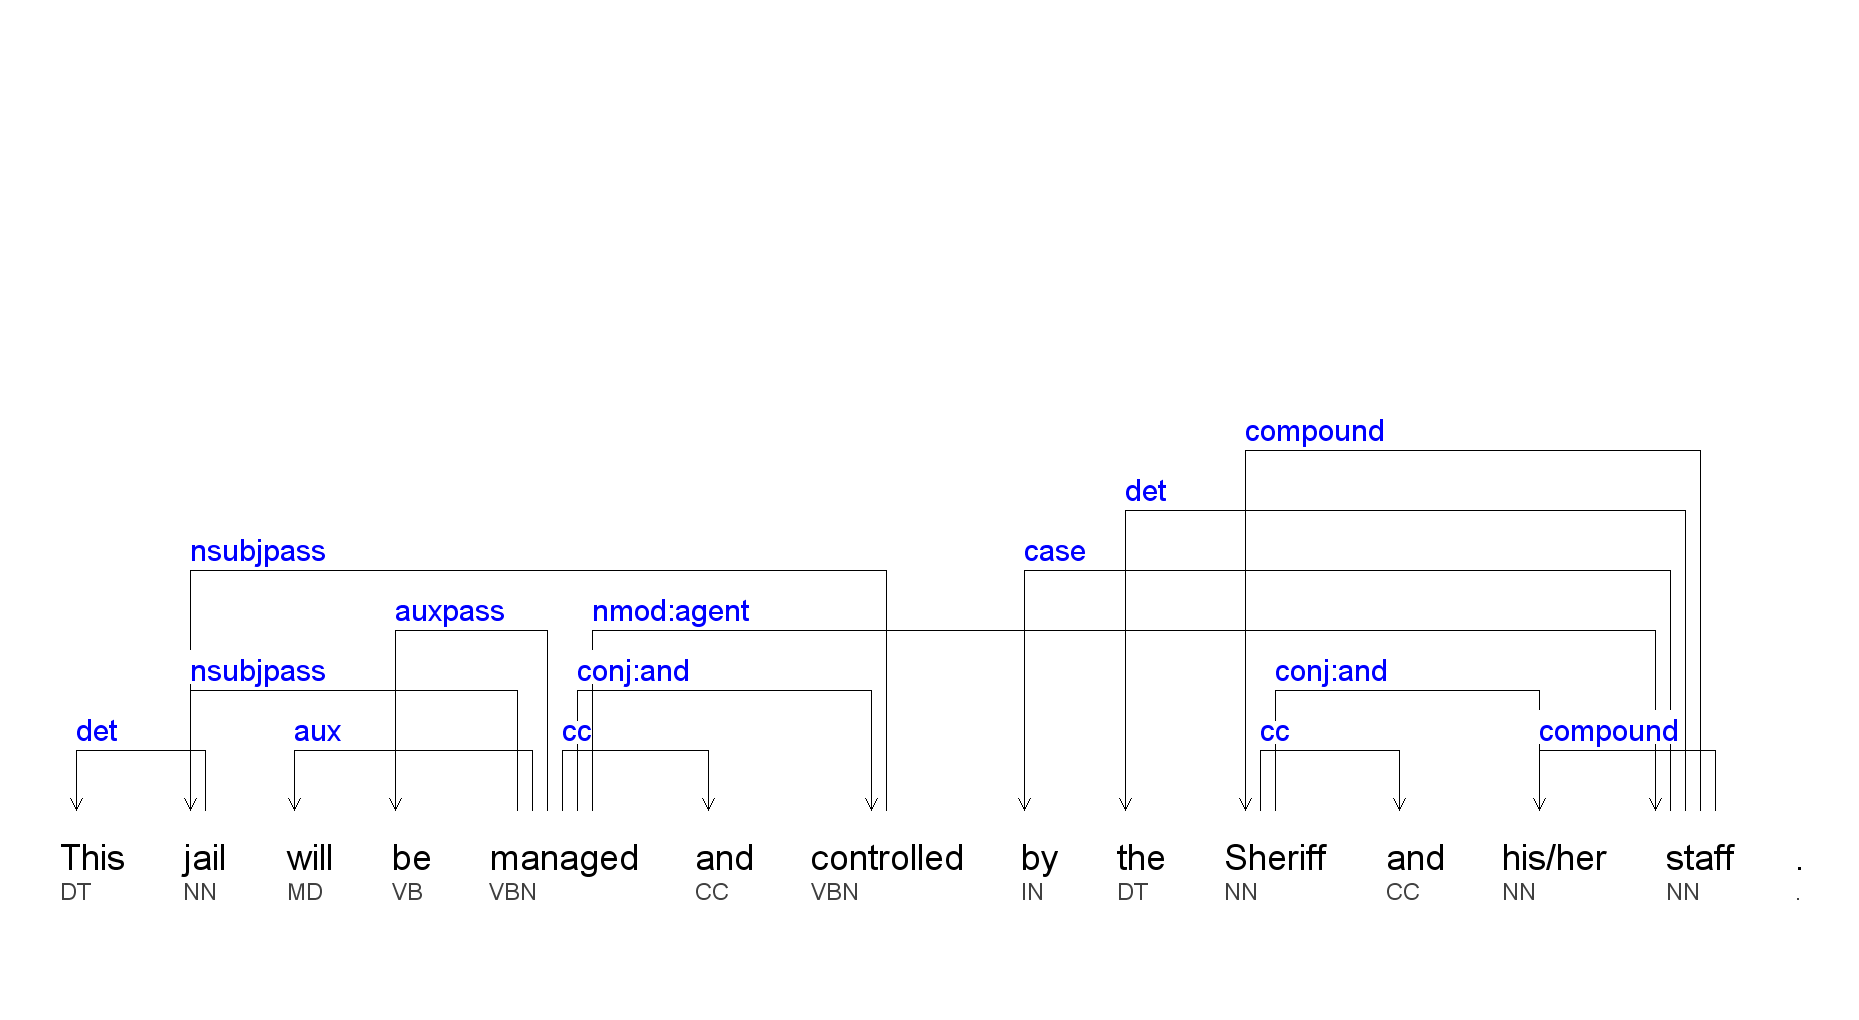 compound
det
nsubjpass case
auxpass nmod:agent
nsubjpass conj:and conj:and
det aux cc cc compound
This jail will be managed and controlled by the Sheriff and his/her staff .
DT NN MD VB VBN CC VBN IN DT NN CC NN NN .